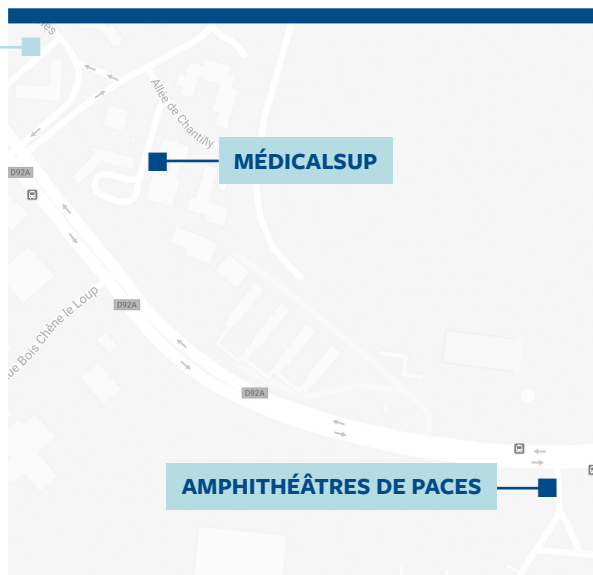 D92A
Allée de Chantilly
MÉDICALSUP
D92A
ue Bois Chêne le Loup
D92A
AMPHITHÉÂTRES DE PACES